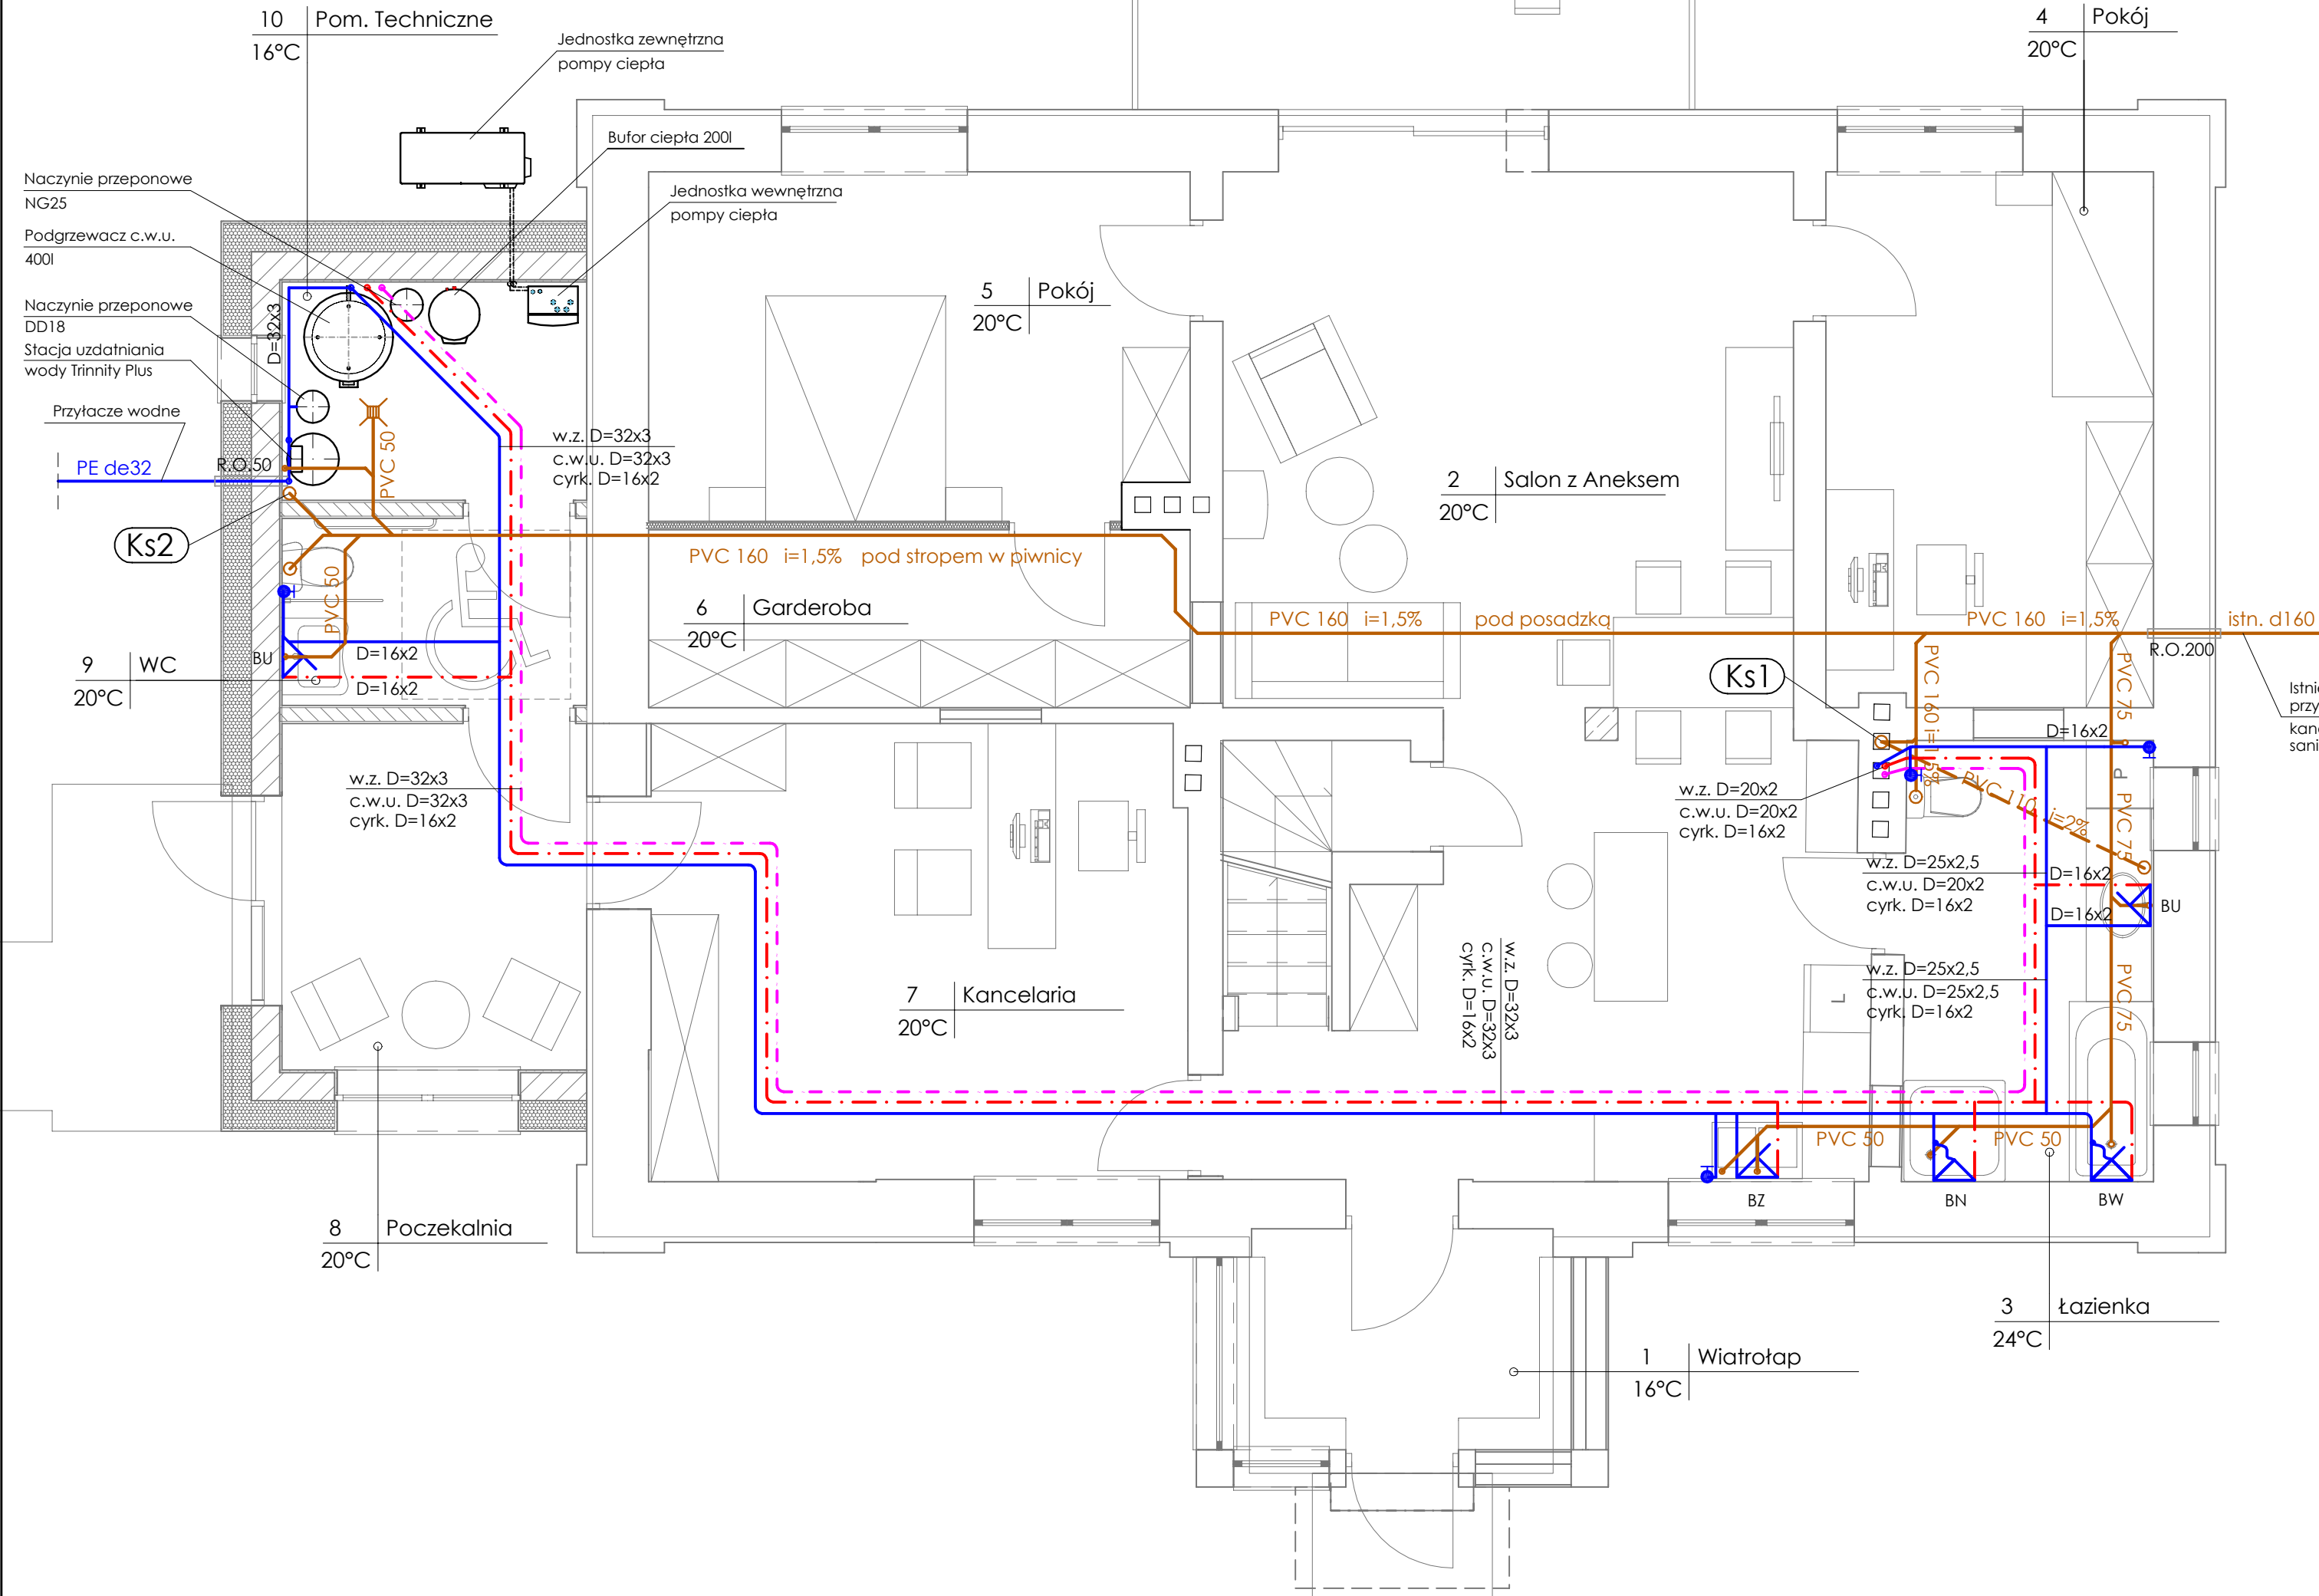 10 Pom. Techniczne
16°C
Jednostka zewnętrzna
pompy ciepła
4 Pokój
20°C
Bufor ciepła 200l
Jednostka wewnętrzna
pompy ciepła
Naczynie przeponowe
NG25
Podgrzewacz c.w.u.
400l
Naczynie przeponowe
DD18
Stacja uzdatniania
wody Trinnity Plus
Przyłacze wodne
PE de32
R.O.50
D=32x3
PVC 50
Ks2
w.z. D=32x3
c.w.u. D=32x3
cyrk. D=16x2
5 Pokój
20°C
2 Salon z Aneksem
20°C
PVC 160 i=1,5% pod stropem w piwnicy
6 Garderoba
20°C
PVC 160 i=1,5% pod posadzką
PVC 160 i=1,5%
istn. d160
R.O.200
PVC 50
BU
D=16x2
D=16x2
9 WC
20°C
Ks1
PVC 160 i=1,5%
PVC 75
D=16x2
P
PVC 110 i=2%
PVC 75
w.z. D=20x2
c.w.u. D=20x2
cyrk. D=16x2
w.z. D=32x3
c.w.u. D=32x3
cyrk. D=16x2
w.z. D=25x2,5
c.w.u. D=20x2
cyrk. D=16x2
D=16x2
D=16x2
BU
w.z. D=25x2,5
c.w.u. D=25x2,5
cyrk. D=16x2
PVC 75
L
w.z. D=32x3
c.w.u. D=32x3
cyrk. D=16x2
7 Kancelaria
20°C
PVC 50
PVC 50
BZ
BN
BW
8 Poczekalnia
20°C
3 Łazienka
24°C
1 Wiatrołap
16°C